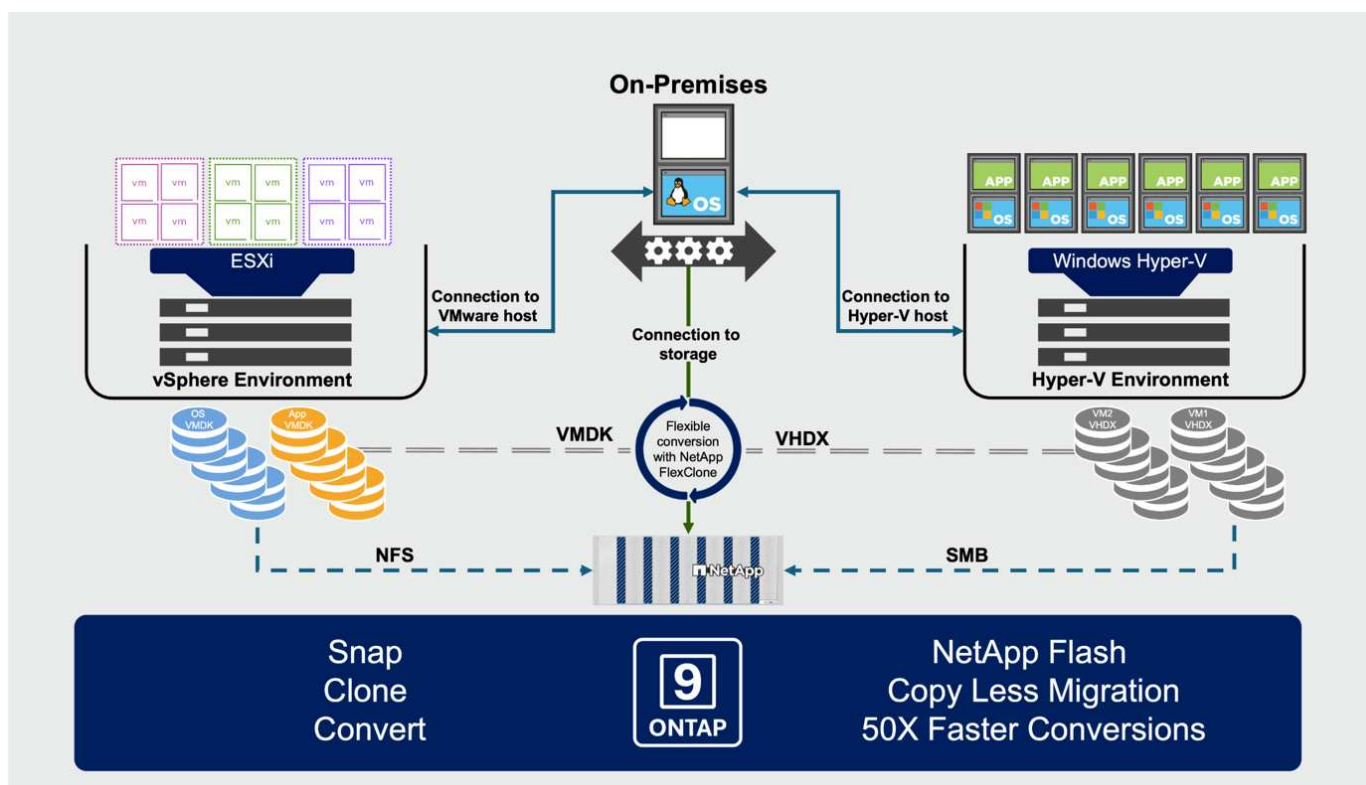 On-Premises
vm vm vm vm vm vm
vm vm vm vm vm vm
OS
APP APP APP APP APP APP
OS OS OS OS OS OS
ESXi
Windows Hyper-V
Connection to
VMware host
Connection to
Hyper-V host
Connection to
storage
vSphere Environment
Hyper-V Environment
OS
VMDK
App
VMDK
VM2
VHDX
VM1
VHDX
VMDK
Flexible
conversion
with NetApp
FlexClone
VHDX
NFS
NetApp
SMB
Snap
Clone
Convert
9
ONTAP
NetApp Flash
Copy Less Migration
50X Faster Conversions